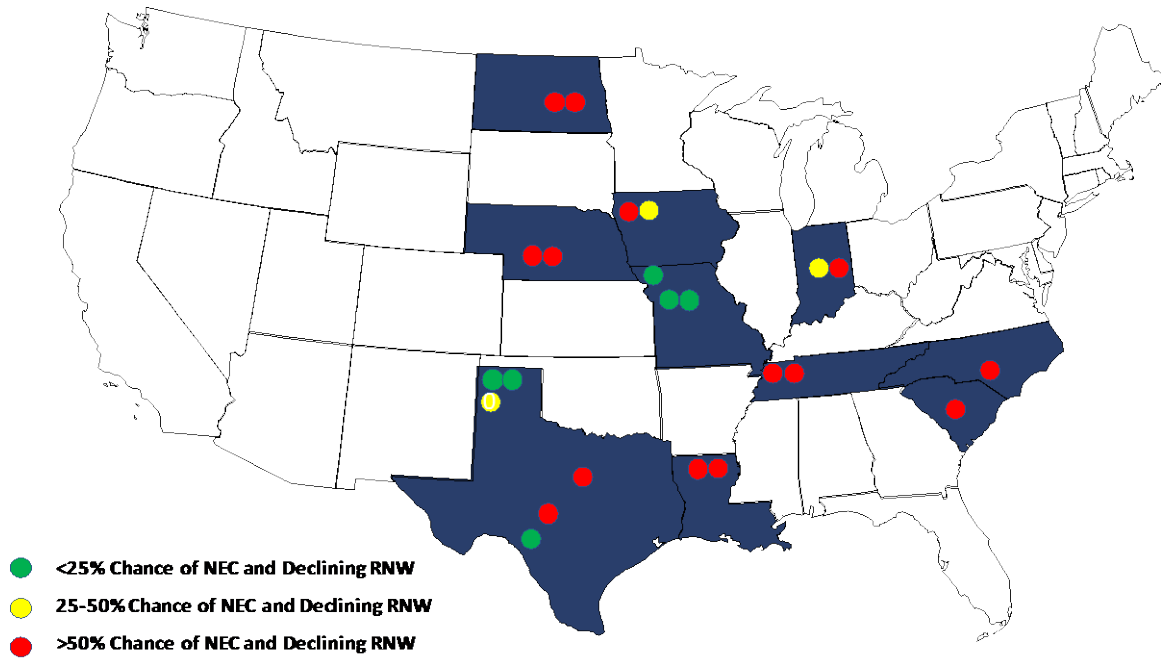 <25% Chance of NEC and Declining RNW
25-50% Chance of NEC and Declining RNW
>50% Chance of NEC and Declining RNW